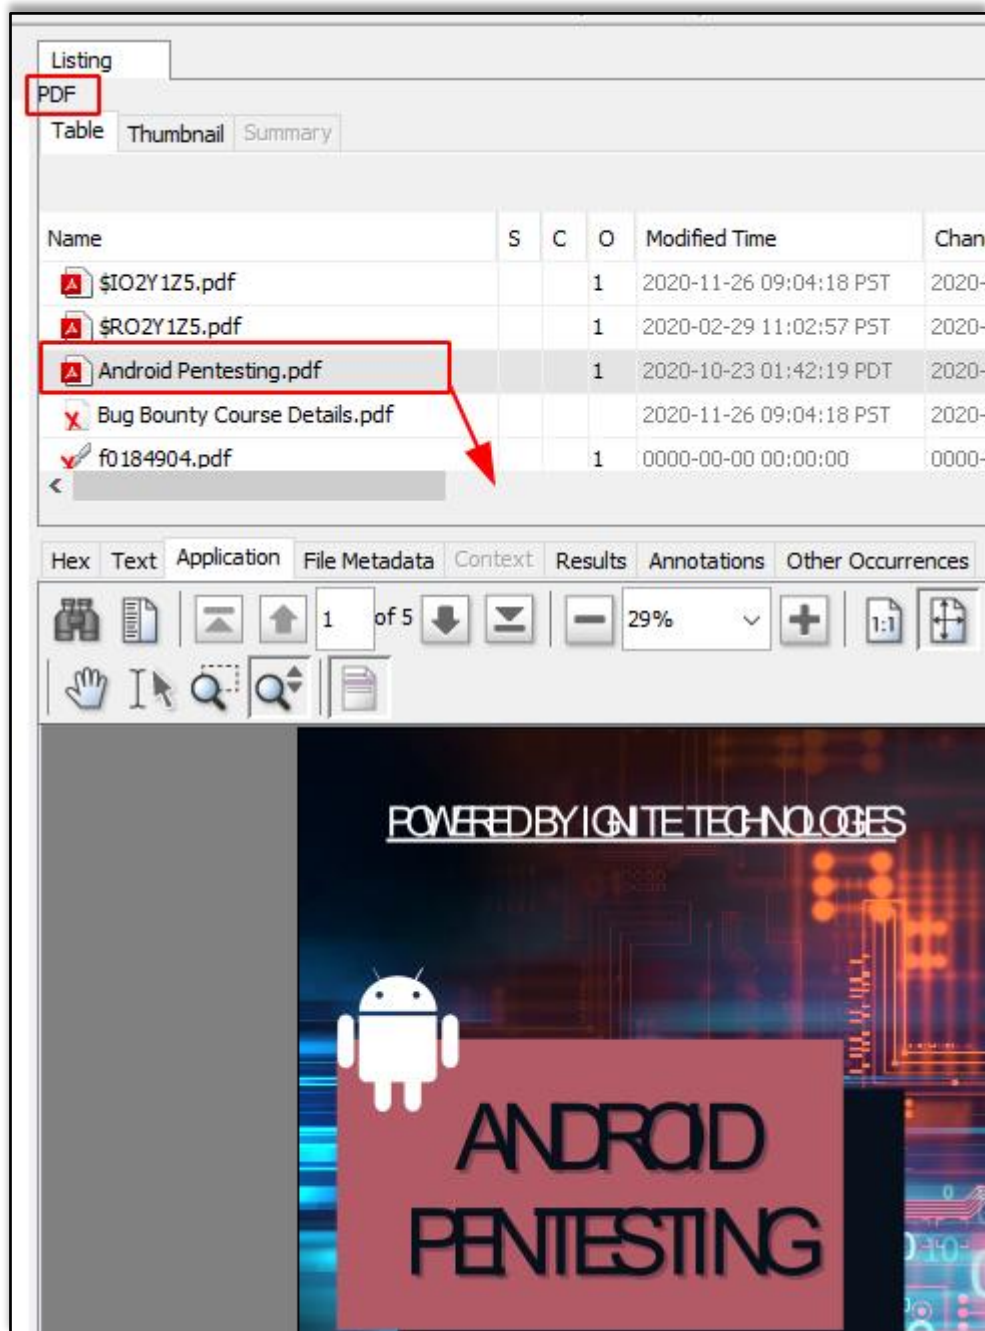 Listing
PDF
Table Thumbnail Summary
Name S C O Modified Time Chan
$IO2Y1Z5.pdf 1 2020-11-26 09:04:18 PST 2020-
$RO2Y1Z5.pdf 1 2020-02-29 11:02:57 PST 2020-
Android Pentesting.pdf 1 2020-10-23 01:42:19 PDT 2020-
Bug Bounty Course Details.pdf 2020-11-26 09:04:18 PST 2020-
f0184904.pdf 1 0000-00-00 00:00:00 0000-
Hex Text Application File Metadata Context Results Annotations Other Occurrences
1 of 5 29% 1:1
POWERED BY IGNITE TECHNOLOGIES
ANDROID
PENTESTING